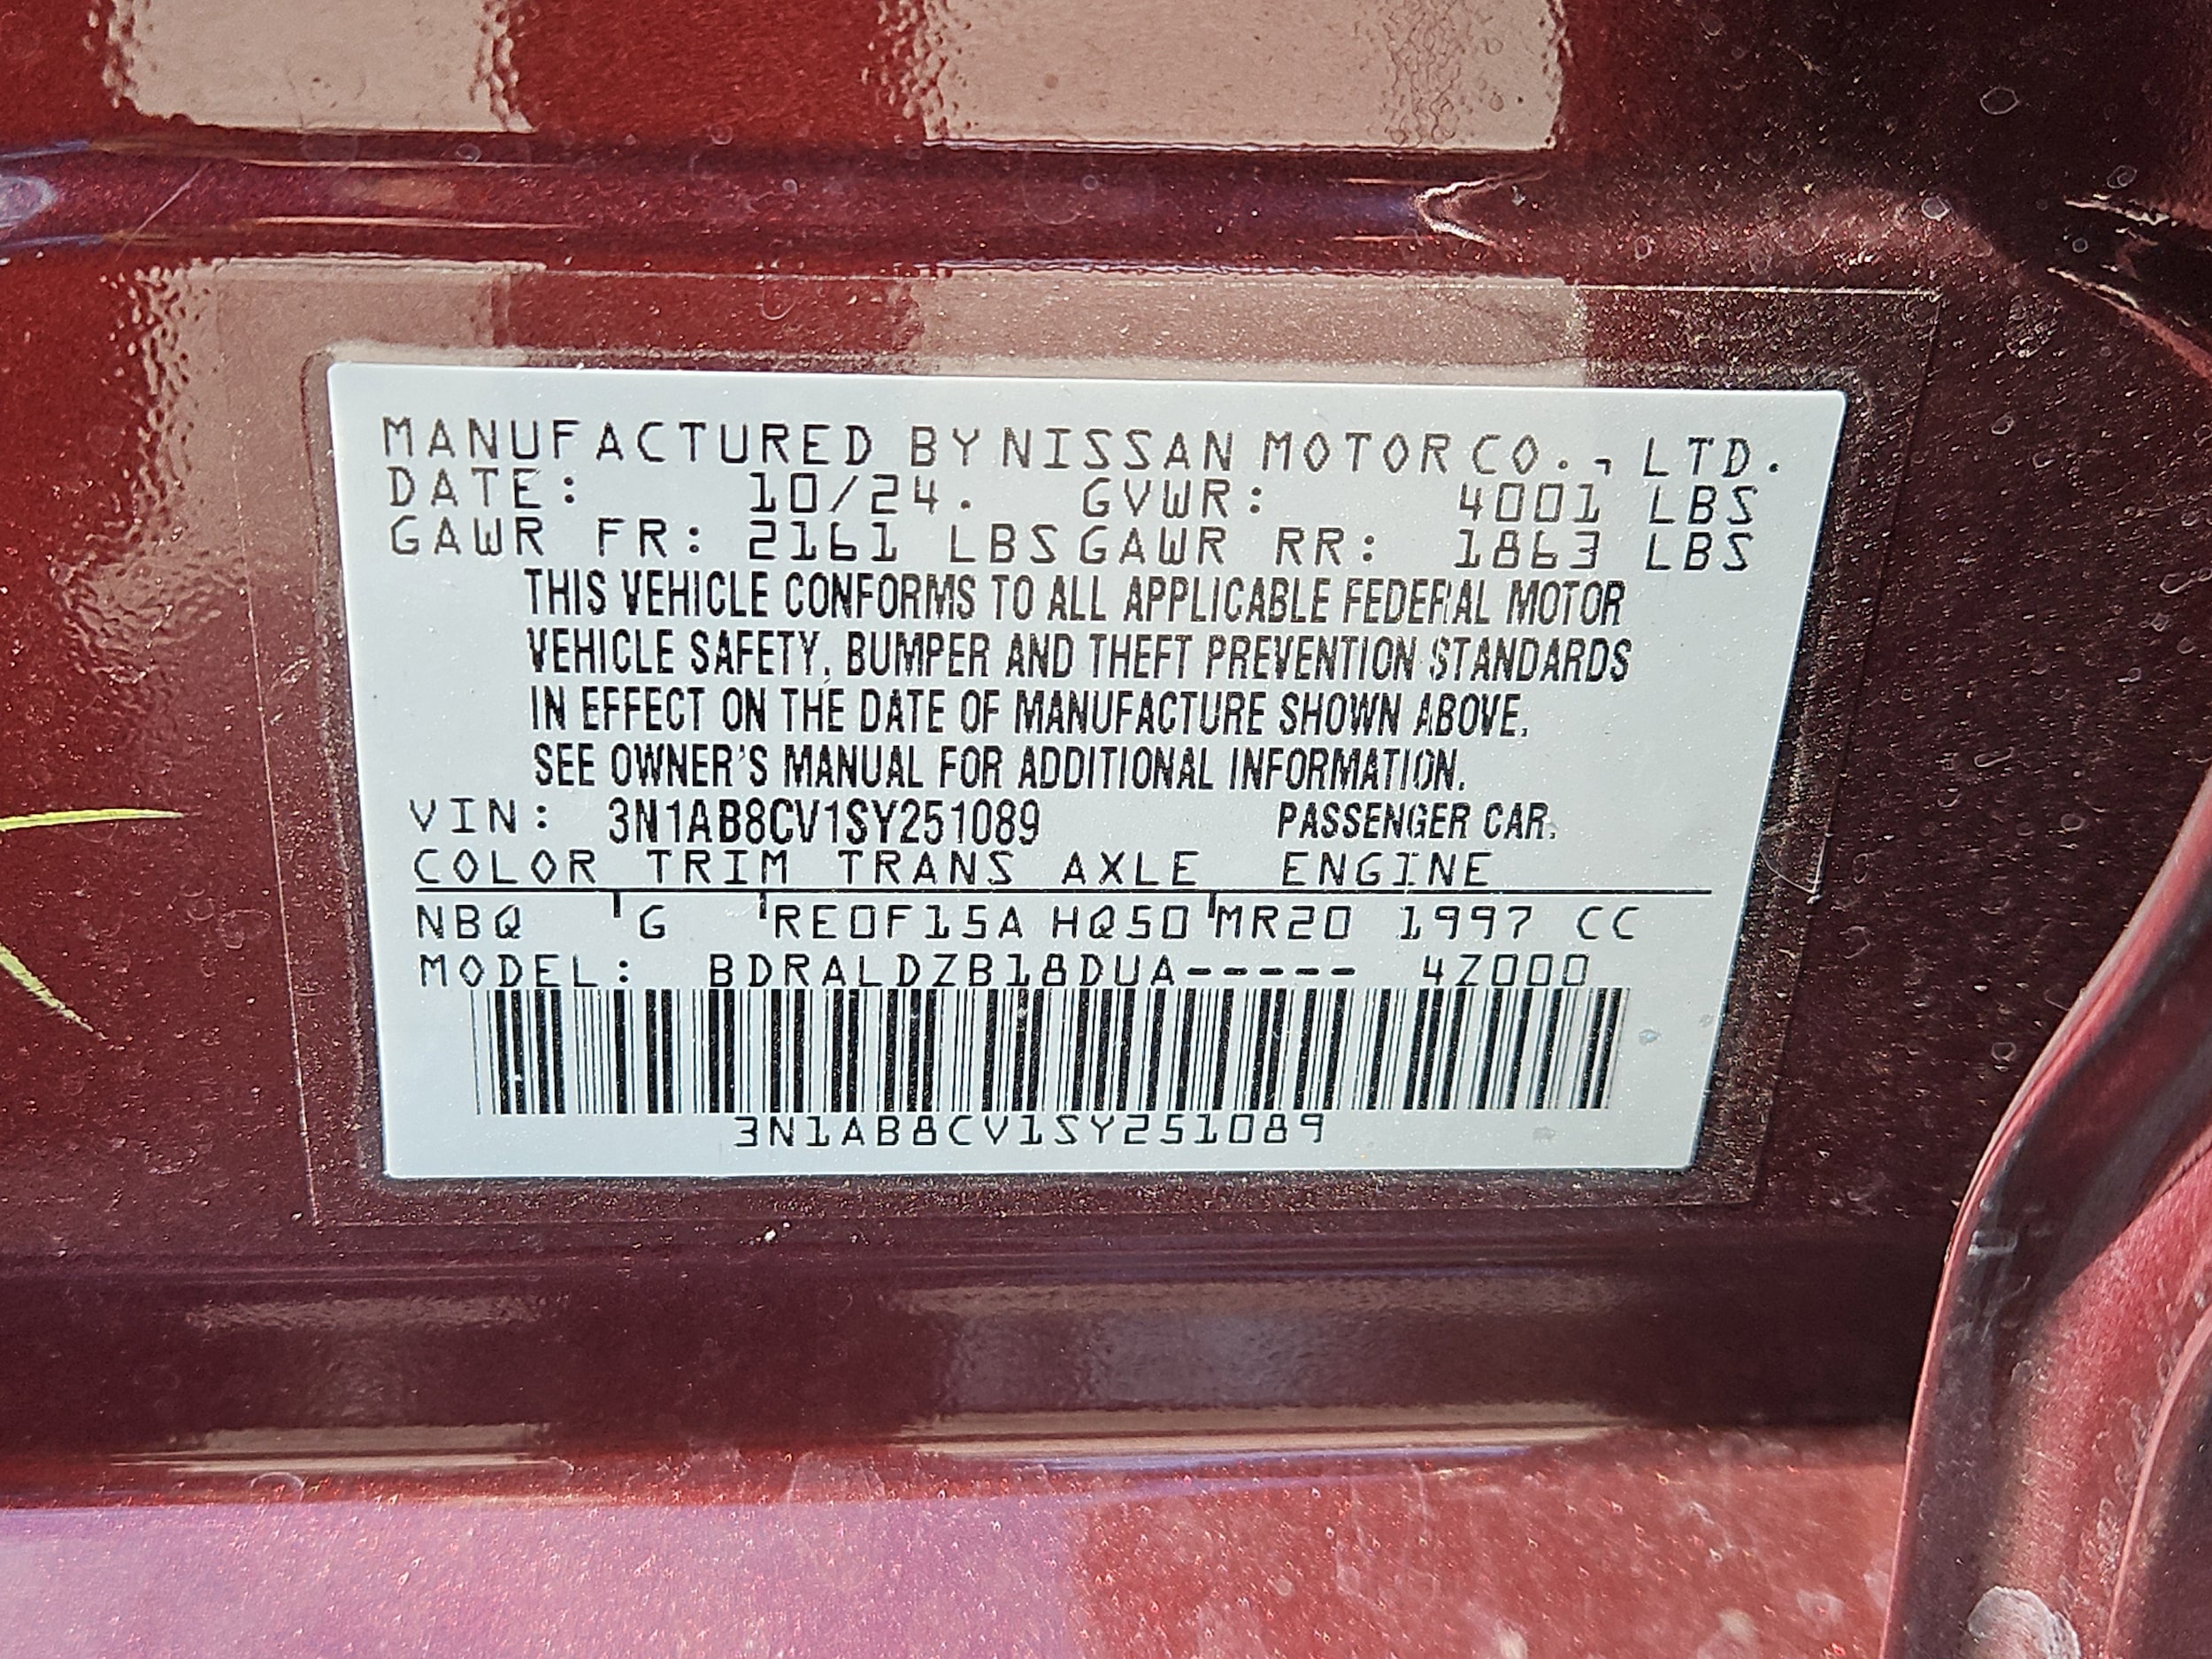 MANUFACTURED BY NISSAN MOTOR CO., LTD.
DATE: 10/24. GVWR: 4001 LBS
GAWR FR: 2161 LBS GAWR RR: 1863 LBS
THIS VEHICLE CONFORMS TO ALL APPLICABLE FEDERAL MOTOR
VEHICLE SAFETY, BUMPER AND THEFT PREVENTION STANDARDS
IN EFFECT ON THE DATE OF MANUFACTURE SHOWN ABOVE.
SEE OWNER'S MANUAL FOR ADDITIONAL INFORMATION.
VIN: 3N1AB8CV1SY251089 PASSENGER CAR.
COLOR TRIM TRANS AXLE ENGINE
NBQ G RE0F15A HQ50 MR20 1997 CC
MODEL: BDRALDZB18DUA----- 4Z000
3N1AB8CV1SY251089